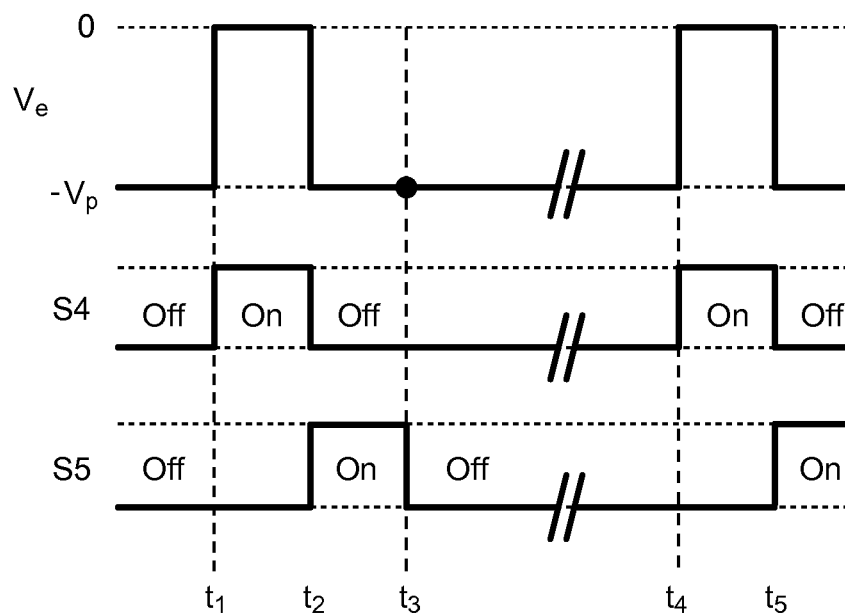 0
Vₑ
-Vₚ
S4
Off On Off On Off
S5
Off On Off On
t₁ t₂ t₃ t₄ t₅